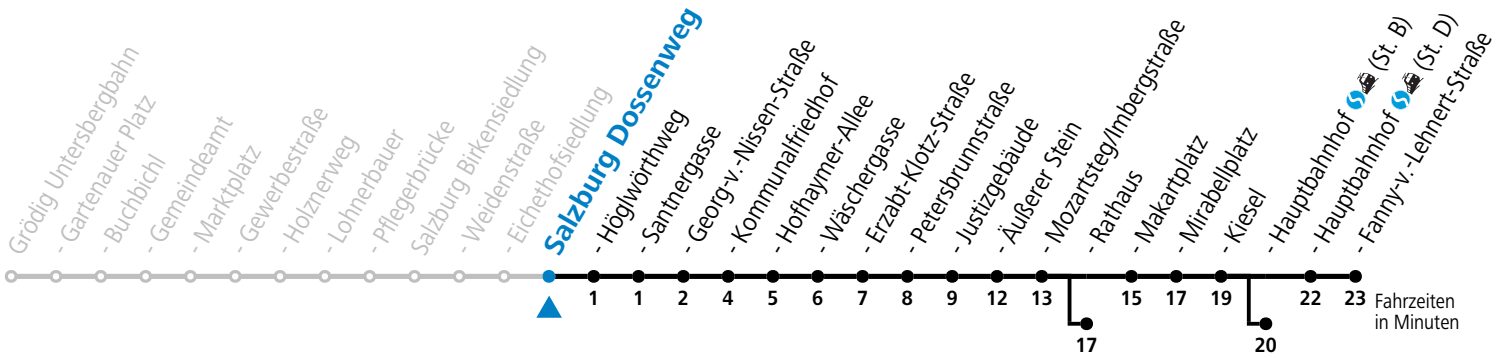 Grödig Untersbergbahn
- Gartenauer Platz
- Buchbichl
- Gemeindeamt
- Marktplatz
- Gewerbestraße
- Holznerweg
- Lohnerbauer
- Pflegerbrücke
Salzburg Birkensiedlung
- Weidenstraße
- Eichethofsiedlung
Salzburg Dossenweg
- Höglwörthweg
- Santnergasse
- Georg-v.-Nissen-Straße
- Kommunalfriedhof
- Hofhaymer-Allee
- Wäschergasse
- Erzabt-Klotz-Straße
- Petersbrunnstraße
- Justizgebäude
- Äußerer Stein
- Mozartsteg/Imbergstraße
- Rathaus
- Makartplatz
- Mirabellplatz
- Kiesel
- Hauptbahnhof (St. B)
- Hauptbahnhof (St. D)
- Fanny-v.-Lehnert-Straße
1 1 2 4 5 6 7 8 9 12 13 15 17 19 22 23 Fahrzeiten
in Minuten
17 20